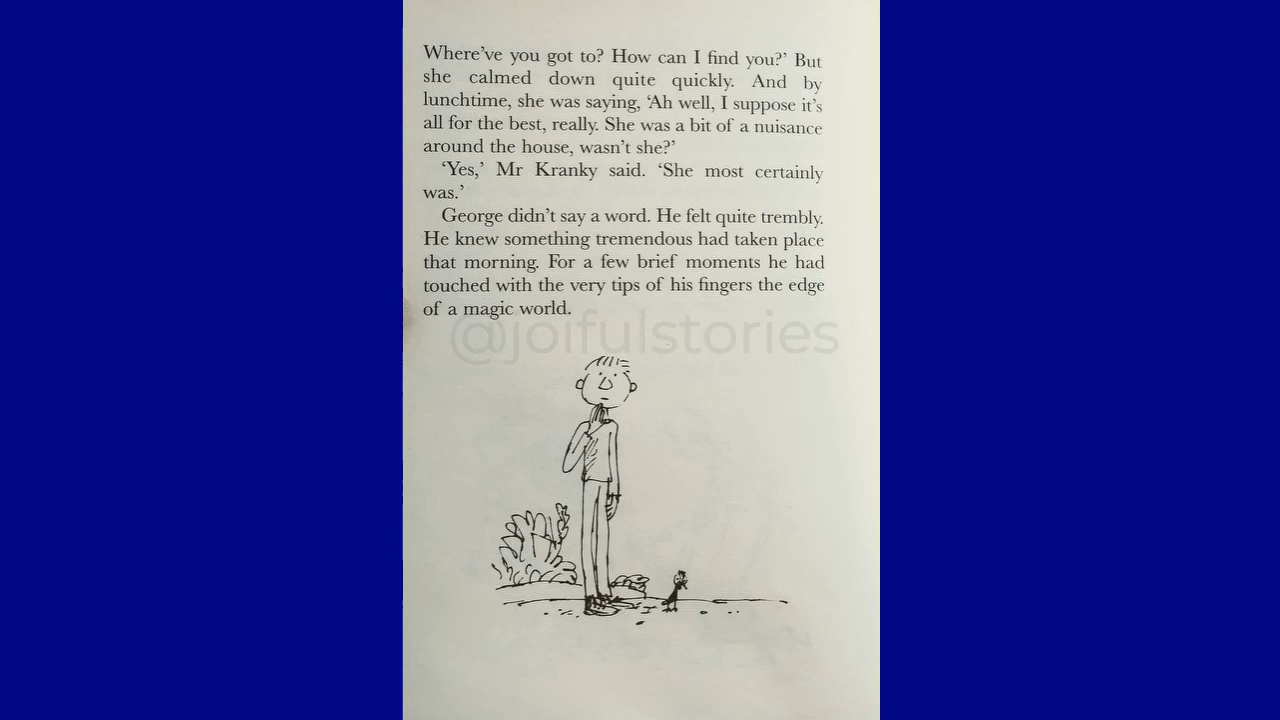 Where’ve you got to? How can I find you?’ But
she calmed down quite quickly. And by
lunchtime, she was saying, ‘Ah well, I suppose it’s
all for the best, really. She was a bit of a nuisance
around the house, wasn’t she?’
‘Yes,’ Mr Kranky said. ‘She most certainly
was.’
George didn’t say a word. He felt quite trembly.
He knew something tremendous had taken place
that morning. For a few brief moments he had
touched with the very tips of his fingers the edge
of a magic world.
@joifulstories